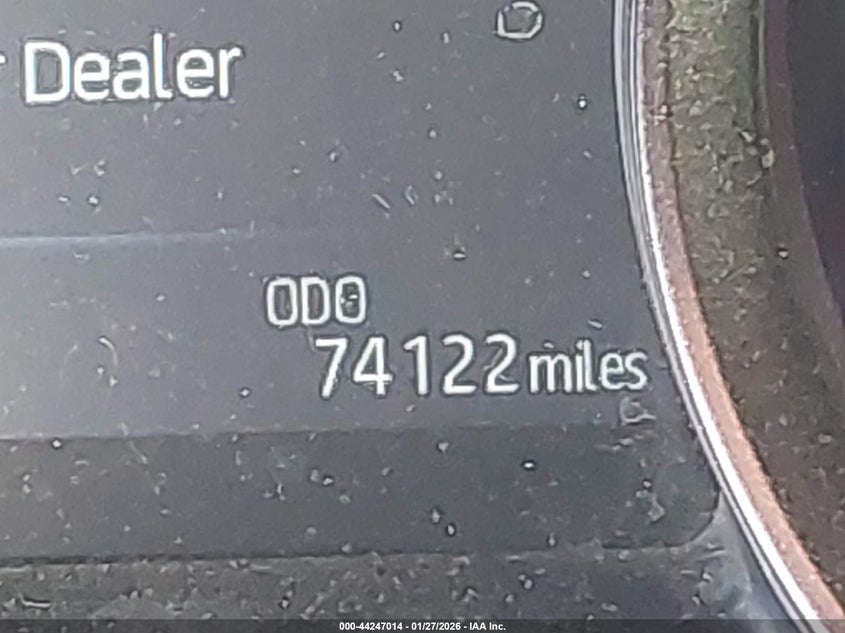 Dealer
ODO
74122 miles
000-44247014 - 01/27/2026 - IAA Inc.